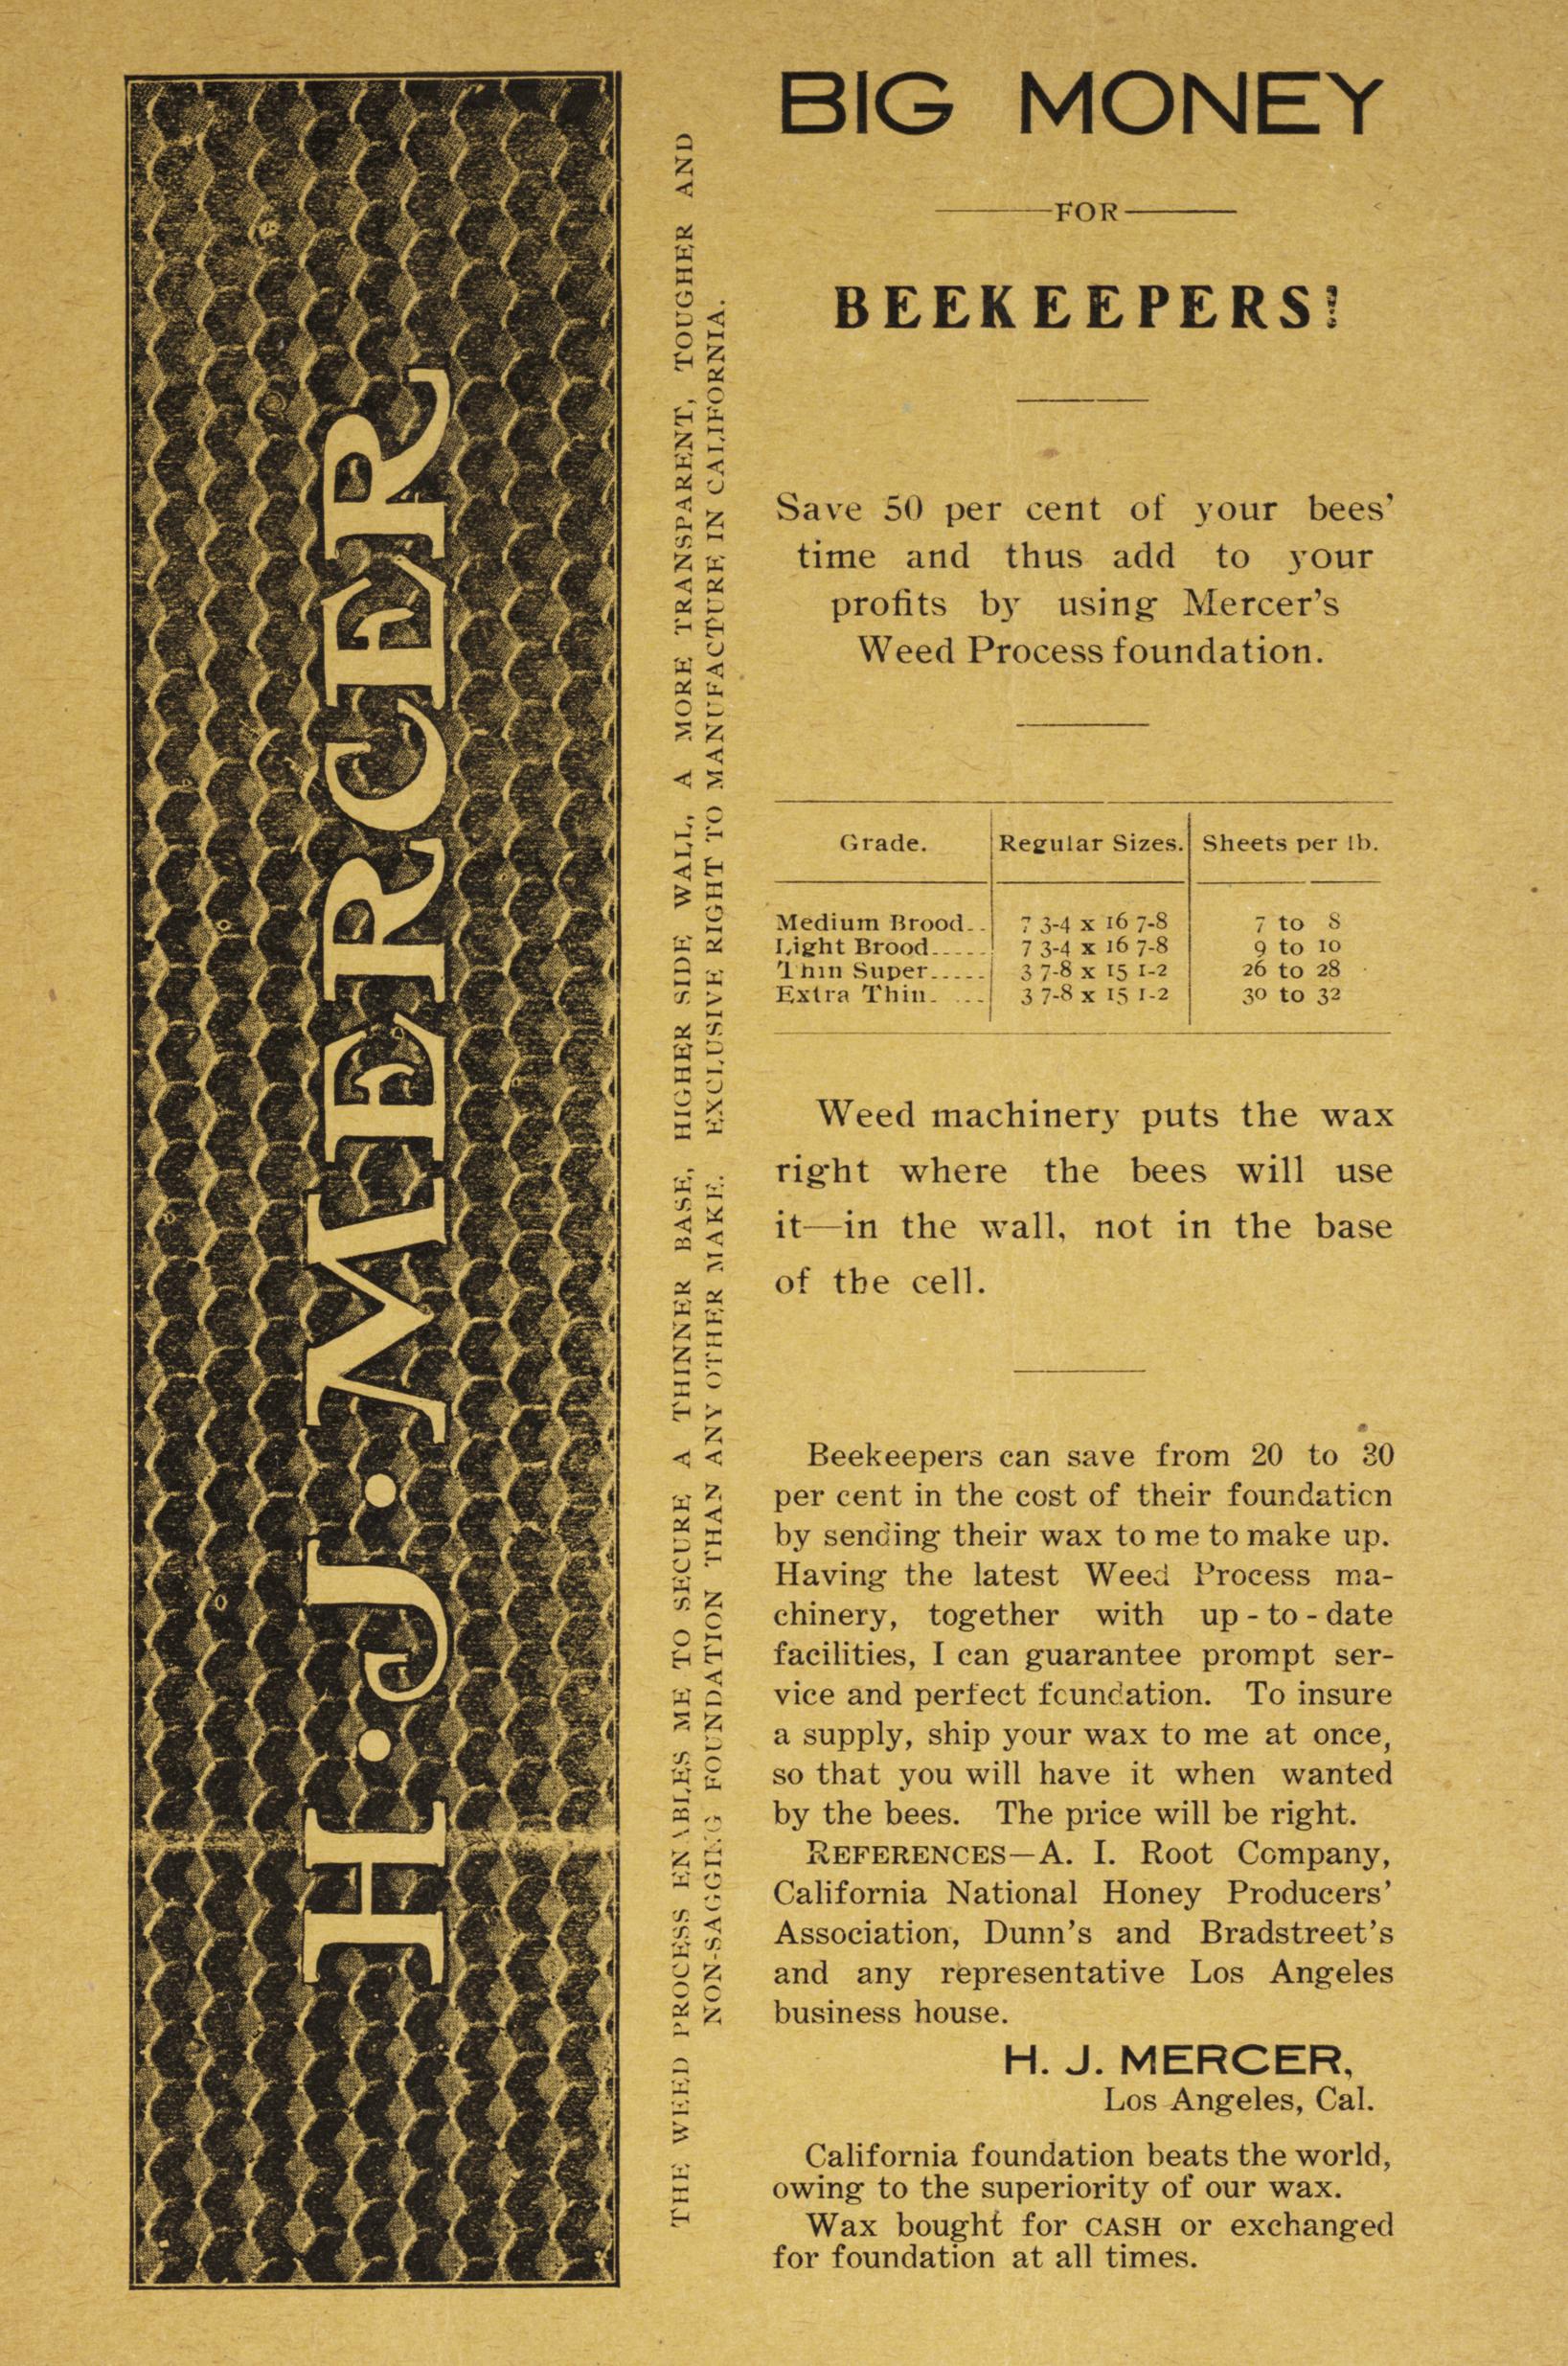 H·J·MERCER
THE WEED PROCESS ENABLES ME TO SECURE A THINNER BASE, HIGHER SIDE WALL, A MORE TRANSPARENT, TOUGHER AND
NON-SAGGING FOUNDATION THAN ANY OTHER MAKE. EXCLUSIVE RIGHT TO MANUFACTURE IN CALIFORNIA.
BIG MONEY
FOR
BEEKEEPERS!
Save 50 per cent of your bees’
time and thus add to your
profits by using Mercer’s
Weed Process foundation.
Grade. Regular Sizes. Sheets per lb.
Medium Brood.. 7 3-4 x 16 7-8 7 to 8
Light Brood..... 7 3-4 x 16 7-8 9 to 10
Thin Super..... 3 7-8 x 15 1-2 26 to 28
Extra Thin. ... 3 7-8 x 15 1-2 30 to 32
Weed machinery puts the wax
right where the bees will use
it—in the wall, not in the base
of the cell.
Beekeepers can save from 20 to 30
per cent in the cost of their foundation
by sending their wax to me to make up.
Having the latest Weed Process ma-
chinery, together with up-to-date
facilities, I can guarantee prompt ser-
vice and perfect foundation. To insure
a supply, ship your wax to me at once,
so that you will have it when wanted
by the bees. The price will be right.
REFERENCES—A. I. Root Company,
California National Honey Producers’
Association, Dunn’s and Bradstreet’s
and any representative Los Angeles
business house.
H. J. MERCER,
Los Angeles, Cal.
California foundation beats the world,
owing to the superiority of our wax.
Wax bought for CASH or exchanged
for foundation at all times.